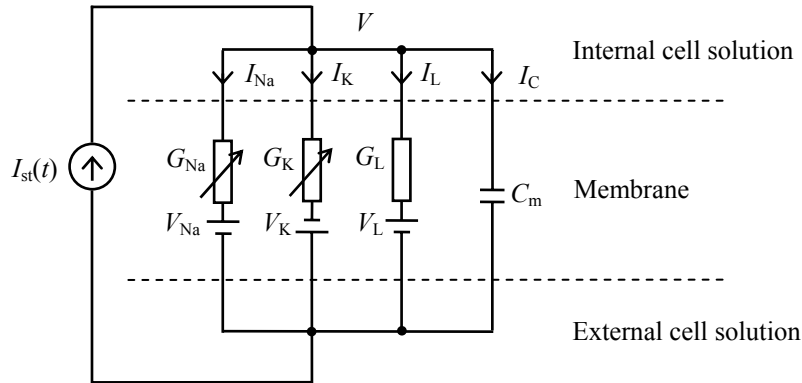 V
Internal cell solution
I_Na I_K I_L I_C
I_st(t)
G_Na G_K G_L
C_m
Membrane
V_Na V_K V_L
External cell solution